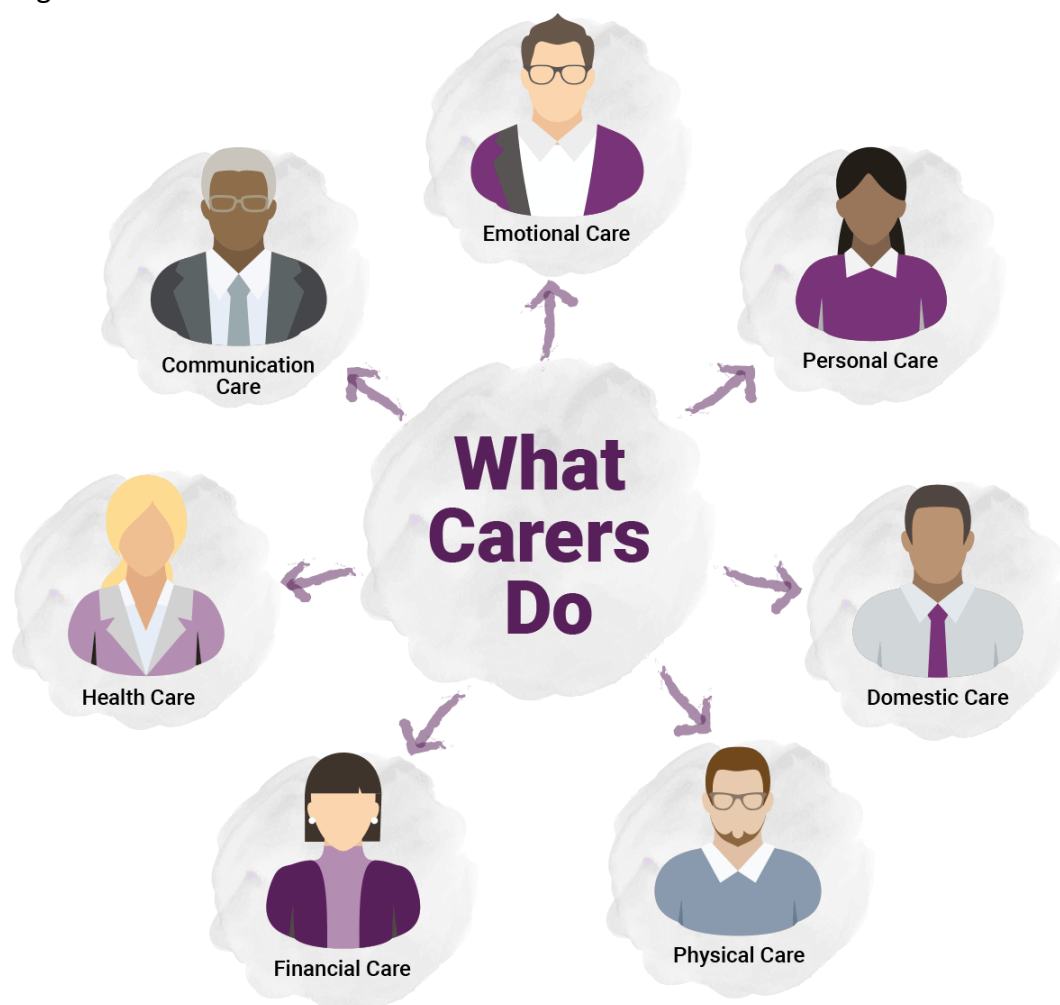 Emotional Care
Communication
Care
Personal Care
What
Carers
Do
Health Care
Domestic Care
Financial Care
Physical Care